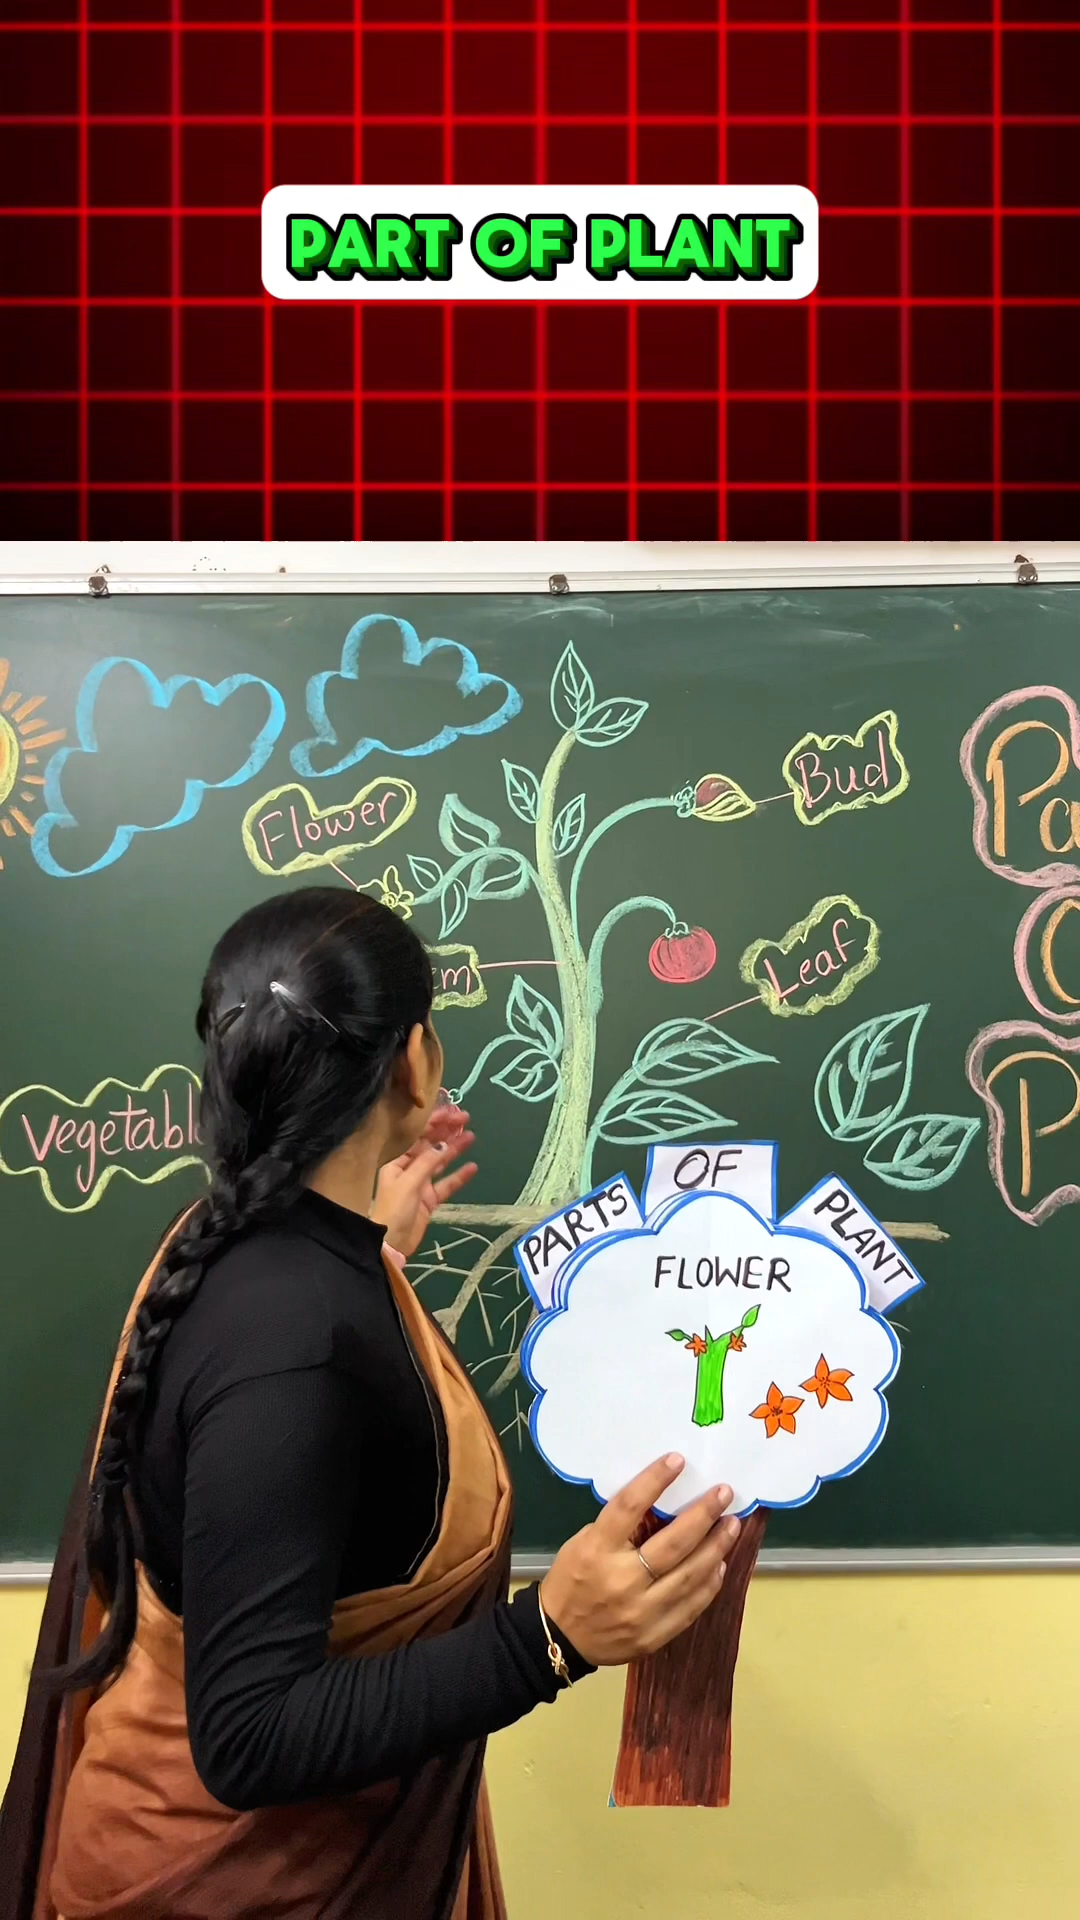 PART OF PLANT
Flower
Bud
Leaf
vegetabl
PARTS OF PLANT
FLOWER